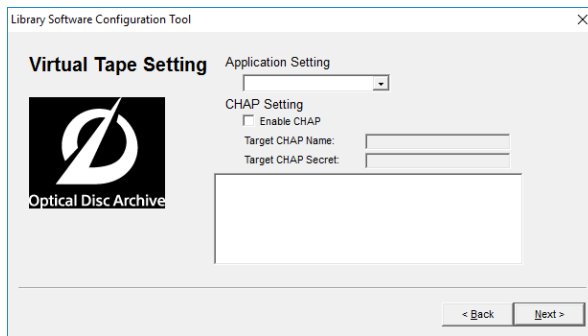 Library Software Configuration Tool
Virtual Tape Setting
Optical Disc Archive
Application Setting
CHAP Setting
Enable CHAP
Target CHAP Name:
Target CHAP Secret:
< Back
Next >